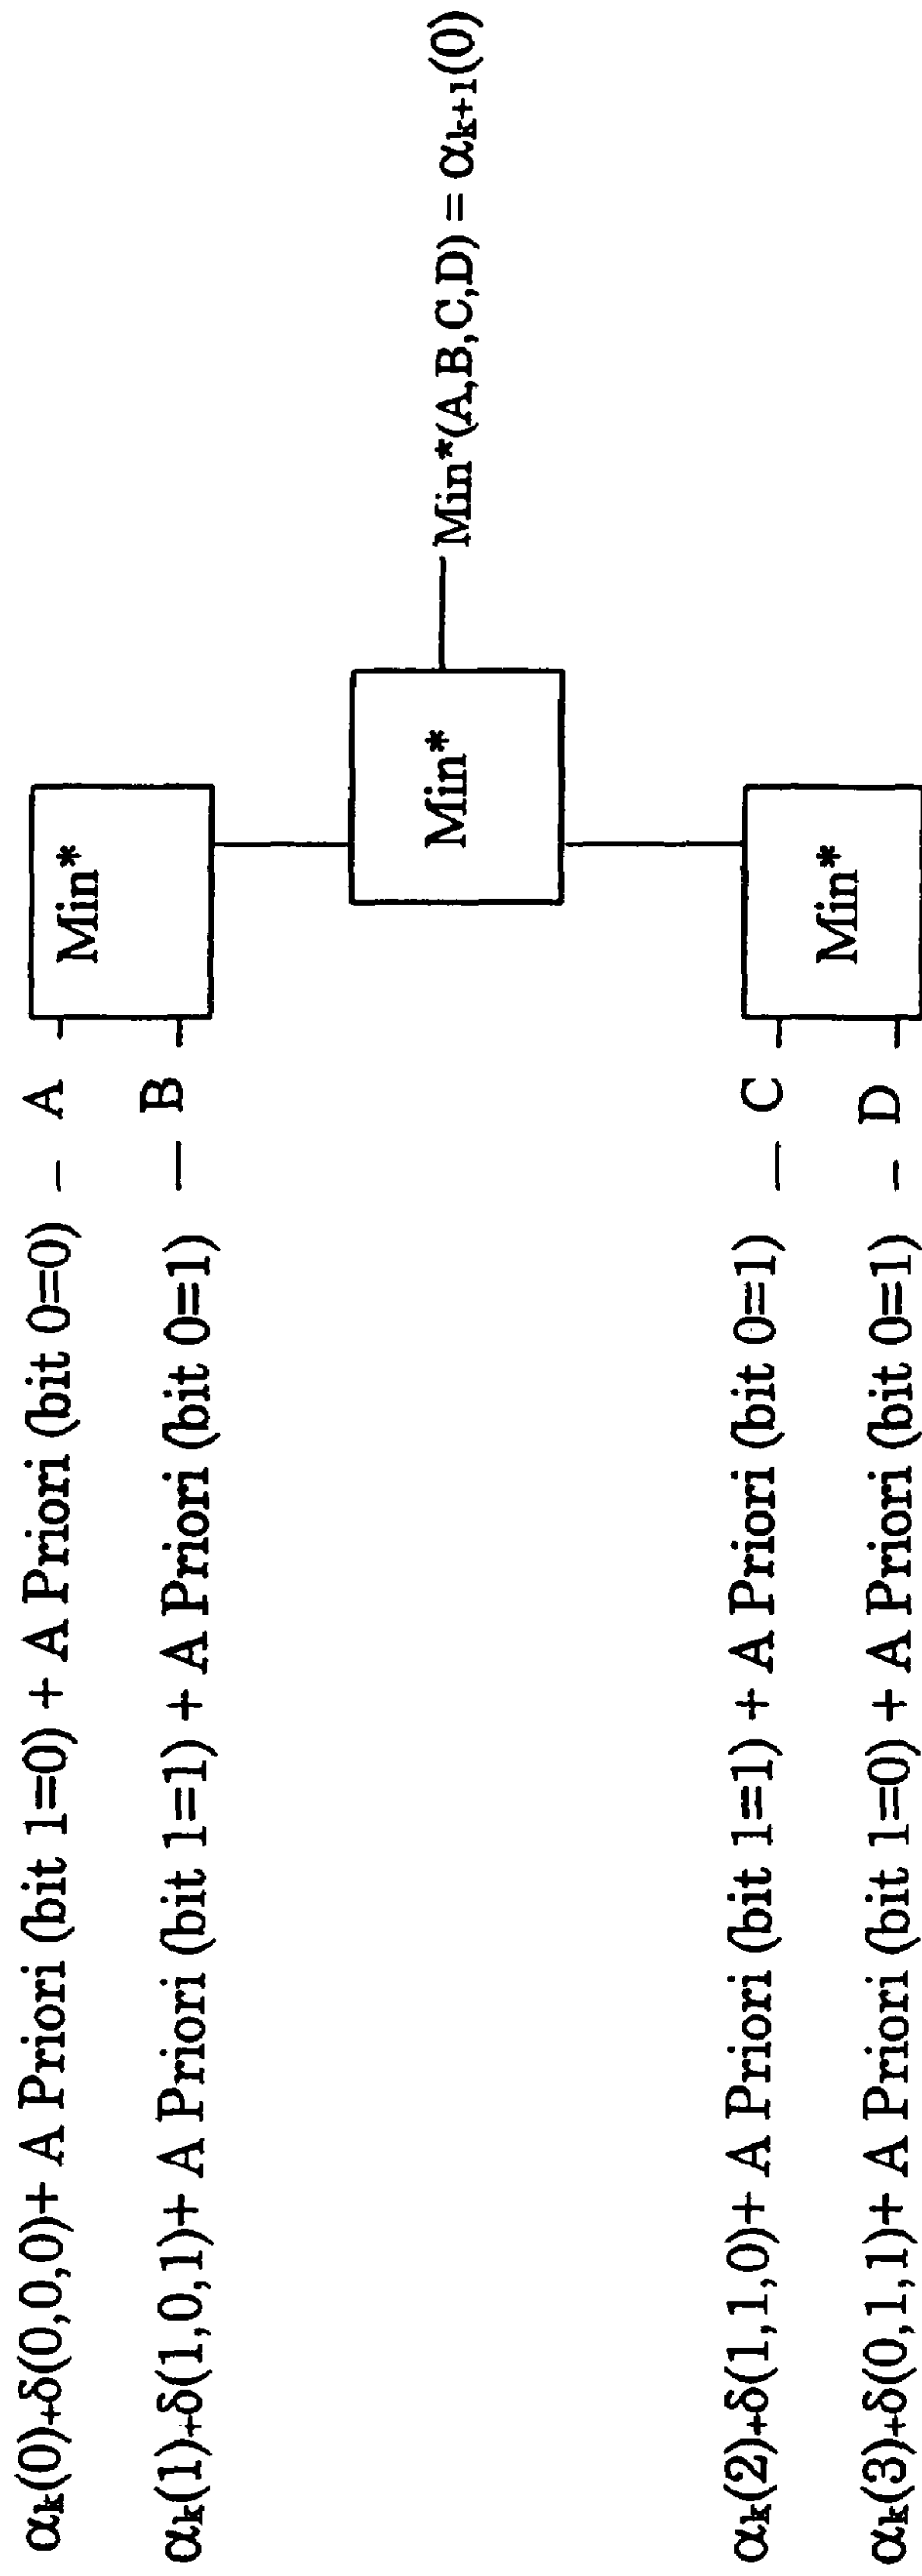 αk(0)+δ(0,0,0)+ A Priori (bit 1=0) + A Priori (bit 0=0) – A
Min*
αk(1)+δ(1,0,1)+ A Priori (bit 1=1) + A Priori (bit 0=1) — B
Min*
Min*(A,B,C,D) = αk+1(0)
αk(2)+δ(1,1,0)+ A Priori (bit 1=1) + A Priori (bit 0=1) — C
Min*
αk(3)+δ(0,1,1)+ A Priori (bit 1=0) + A Priori (bit 0=1) – D